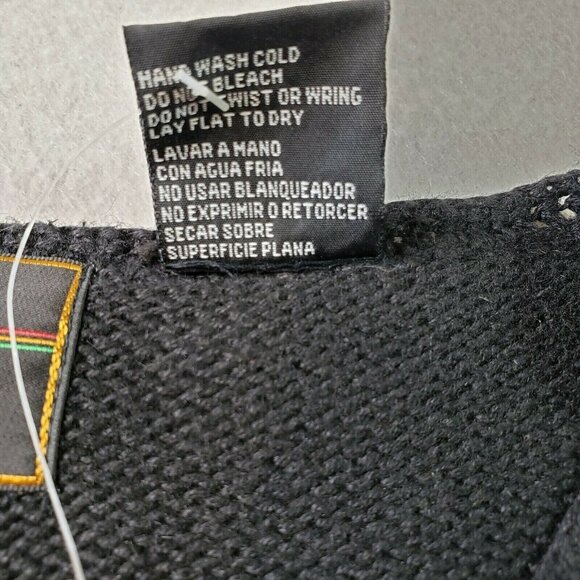 HAND WASH COLD
DO NOT BLEACH
DO NOT TWIST OR WRING
LAY FLAT TO DRY
LAVAR A MANO
CON AGUA FRIA
NO USAR BLANQUEADOR
NO EXPRIMIR O RETORCER
SECAR SOBRE
SUPERFICIE PLANA